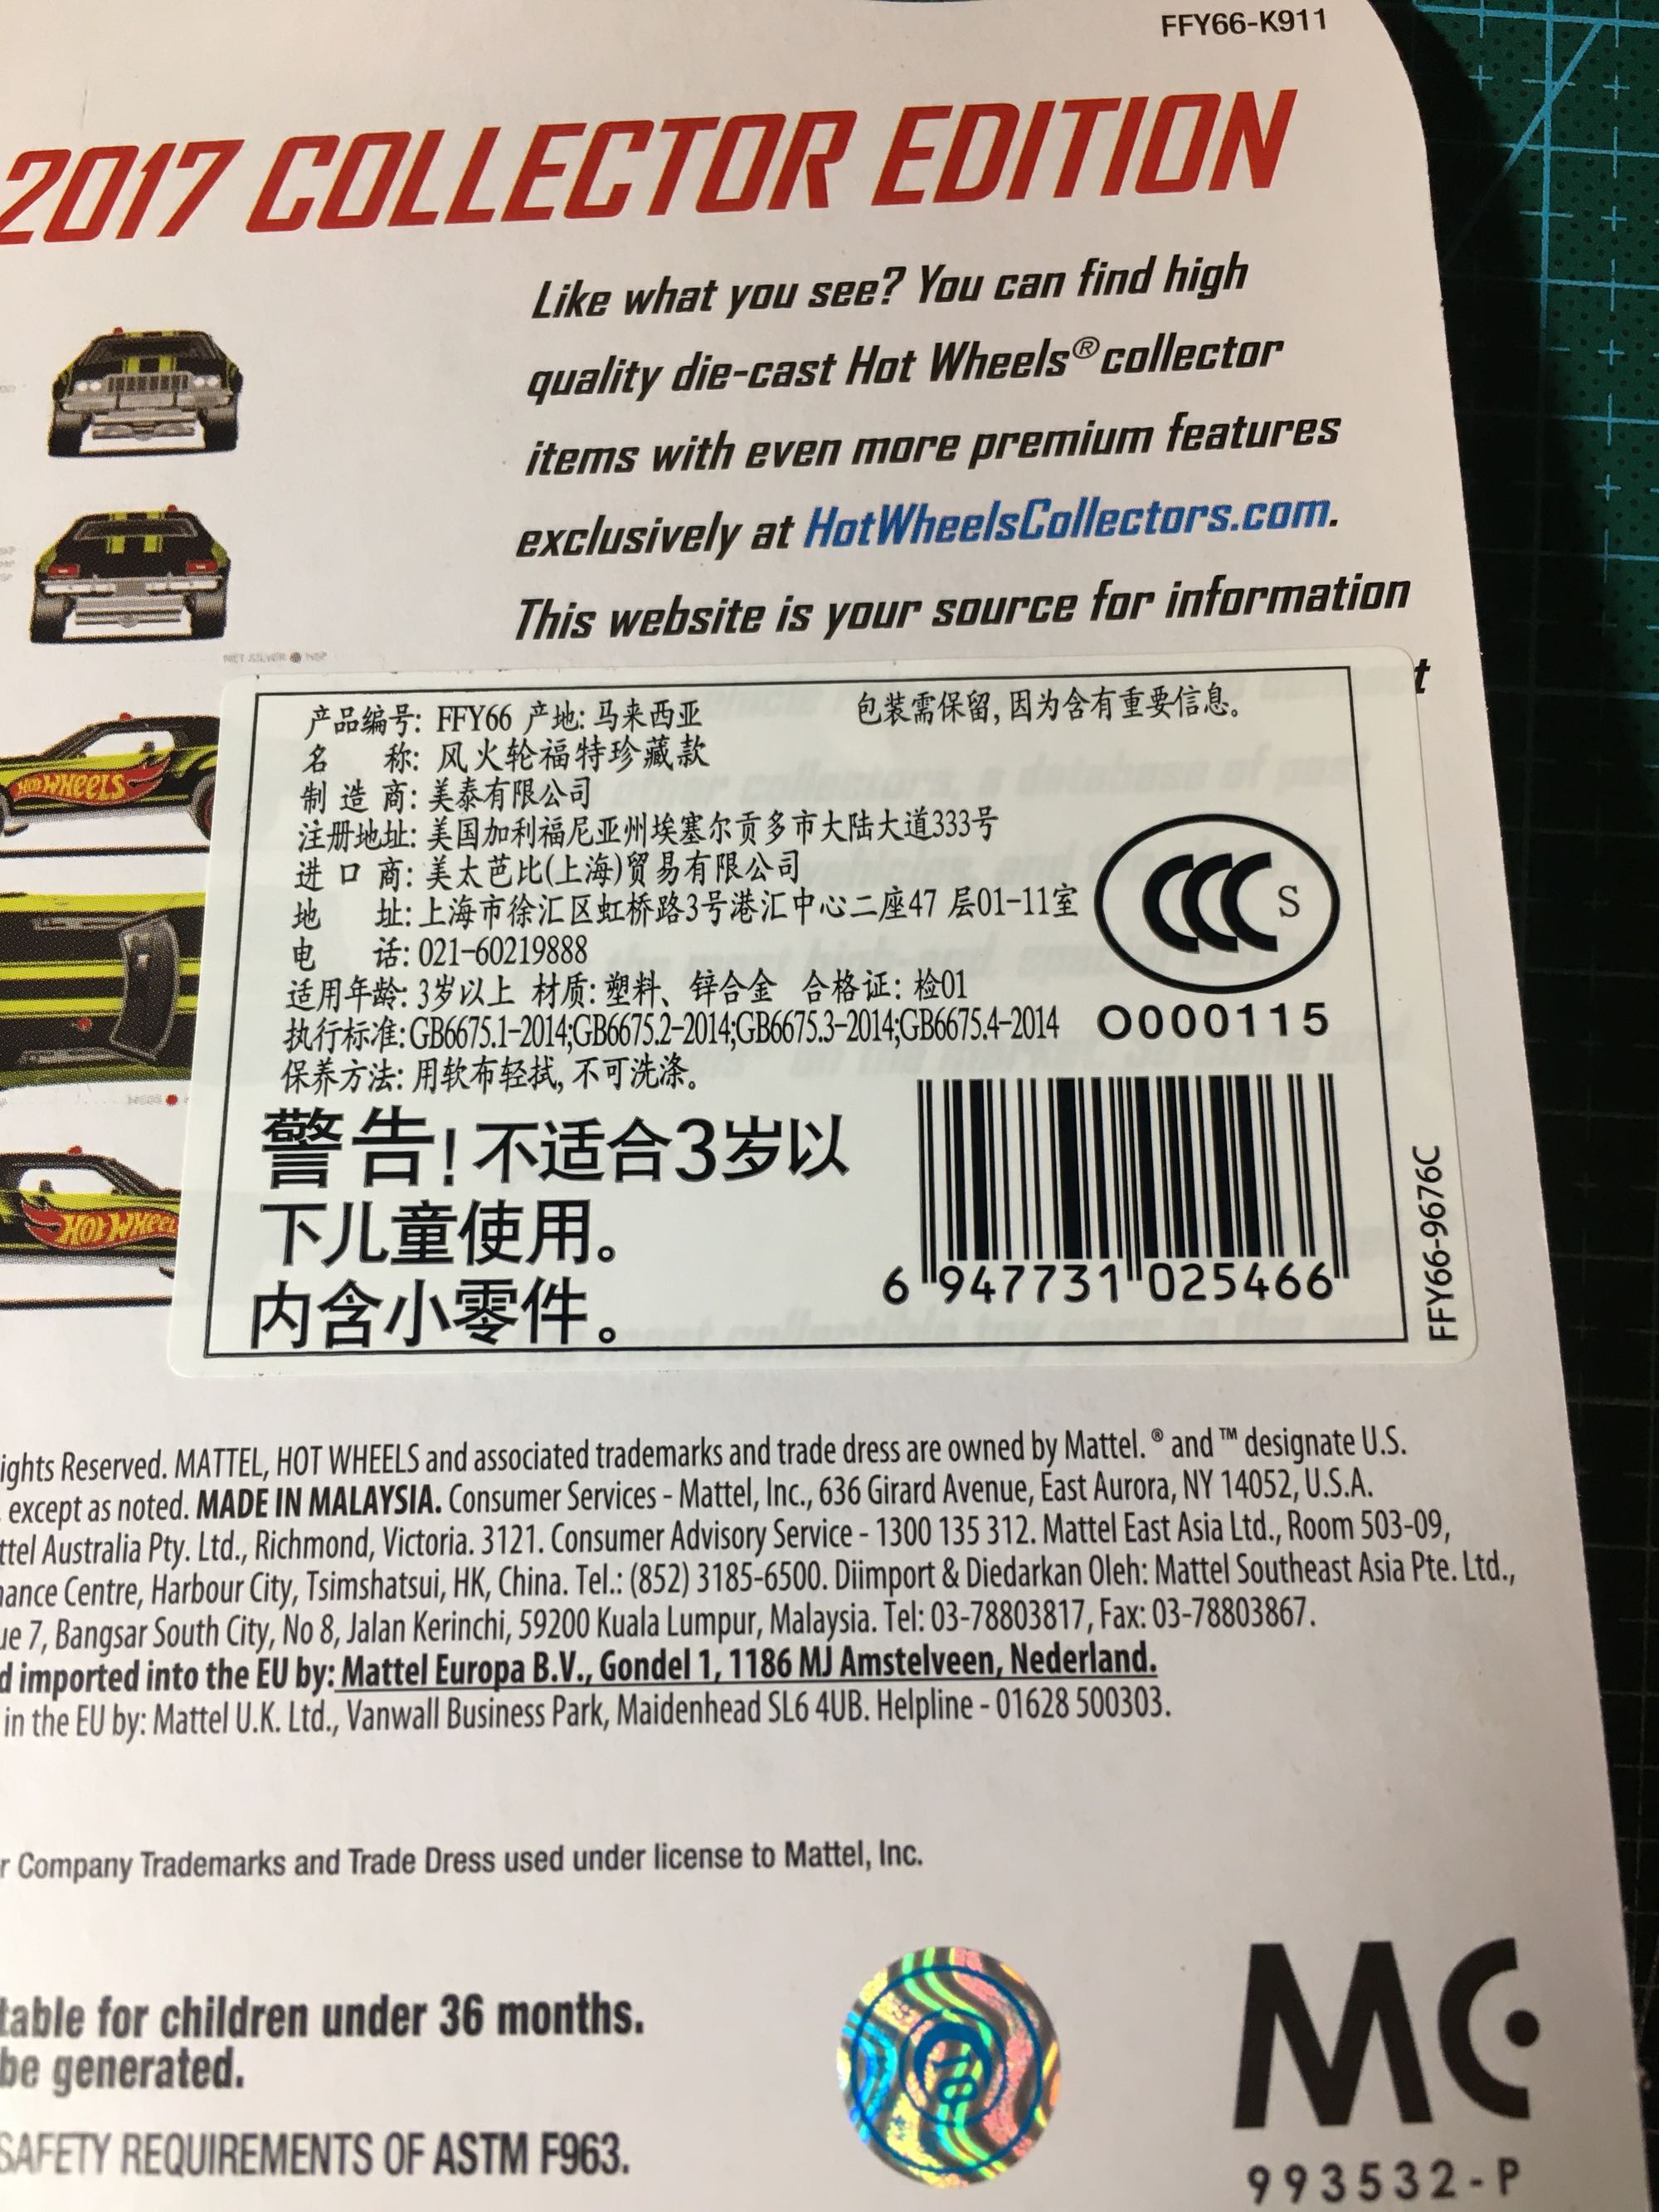 FFY66-K911
2017 COLLECTOR EDITION
Like what you see? You can find high
quality die-cast Hot Wheels® collector
items with even more premium features
exclusively at HotWheelsCollectors.com.
This website is your source for information
t
HOT WHEELS
HOT WHEEL
产品编号: FFY66 产地: 马来西亚
包装需保留,因为含有重要信息。
名 称: 风火轮福特珍藏款
制 造 商: 美泰有限公司
注册地址: 美国加利福尼亚州埃塞尔贡多市大陆大道333号
进 口 商: 美太芭比(上海)贸易有限公司
地 址: 上海市徐汇区虹桥路3号港汇中心二座47 层01-11室
电 话: 021-60219888
适用年龄: 3岁以上 材质: 塑料、锌合金 合格证: 检01
执行标准: GB6675.1-2014;GB6675.2-2014;GB6675.3-2014;GB6675.4-2014
保养方法: 用软布轻拭,不可洗涤。
CCC S
O000115
警告!不适合3岁以
下儿童使用。
内含小零件。
6 947731 025466
FFY66-9676C
ights Reserved. MATTEL, HOT WHEELS and associated trademarks and trade dress are owned by Mattel. ® and ™ designate U.S.
, except as noted. MADE IN MALAYSIA. Consumer Services - Mattel, Inc., 636 Girard Avenue, East Aurora, NY 14052, U.S.A.
ttel Australia Pty. Ltd., Richmond, Victoria. 3121. Consumer Advisory Service - 1300 135 312. Mattel East Asia Ltd., Room 503-09,
nance Centre, Harbour City, Tsimshatsui, HK, China. Tel.: (852) 3185-6500. Diimport & Diedarkan Oleh: Mattel Southeast Asia Pte. Ltd.,
ue 7, Bangsar South City, No 8, Jalan Kerinchi, 59200 Kuala Lumpur, Malaysia. Tel: 03-78803817, Fax: 03-78803867.
d imported into the EU by: Mattel Europa B.V., Gondel 1, 1186 MJ Amstelveen, Nederland.
in the EU by: Mattel U.K. Ltd., Vanwall Business Park, Maidenhead SL6 4UB. Helpline - 01628 500303.
r Company Trademarks and Trade Dress used under license to Mattel, Inc.
table for children under 36 months.
be generated.
SAFETY REQUIREMENTS OF ASTM F963.
MC
993532-P